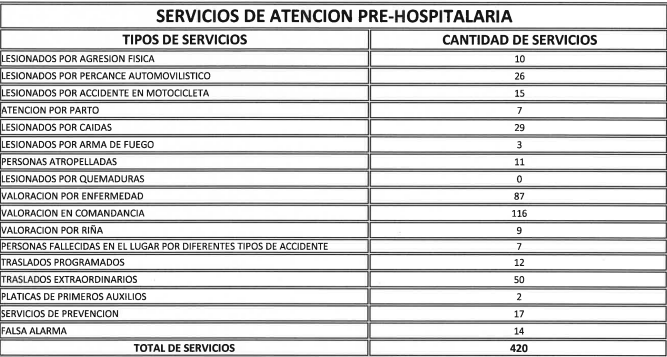 SERVICIOS DE ATENCION PRE-HOSPITALARIA
TIPOS DE SERVICIOS CANTIDAD DE SERVICIOS
LESIONADOS POR AGRESION FISICA 10
LESIONADOS POR PERCANCE AUTOMOVILISTICO 26
LESIONADOS POR ACCIDENTE EN MOTOCICLETA 15
ATENCION POR PARTO 7
LESIONADOS POR CAIDAS 29
LESIONADOS POR ARMA DE FUEGO 3
PERSONAS ATROPELLADAS 11
LESIONADOS POR QUEMADURAS 0
VALORACION POR ENFERMEDAD 87
VALORACION EN COMANDANCIA 116
VALORACION POR RIÑA 9
PERSONAS FALLECIDAS EN EL LUGAR POR DIFERENTES TIPOS DE ACCIDENTE 7
TRASLADOS PROGRAMADOS 12
TRASLADOS EXTRAORDINARIOS 50
PLATICAS DE PRIMEROS AUXILIOS 2
SERVICIOS DE PREVENCION 17
FALSA ALARMA 14
TOTAL DE SERVICIOS 420